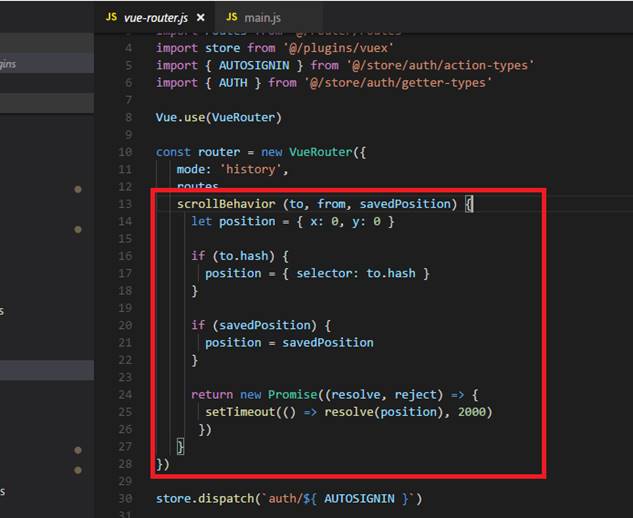 vue-router.js × main.js
gins
import routes from '@/router/routes'
4 import store from '@/plugins/vuex'
5 import { AUTOSIGNIN } from '@/store/auth/action-types'
6 import { AUTH } from '@/store/auth/getter-types'
7
8 Vue.use(VueRouter)
9
10 const router = new VueRouter({
11 mode: 'history',
12 routes
13 scrollBehavior (to, from, savedPosition) {
14 let position = { x: 0, y: 0 }
15
16 if (to.hash) {
17 position = { selector: to.hash }
18 }
19
20 if (savedPosition) {
21 position = savedPosition
22 }
23
24 return new Promise((resolve, reject) => {
25 setTimeout(() => resolve(position), 2000)
26 })
27 }
28 })
29
30 store.dispatch(`auth/${ AUTOSIGNIN }`)
31